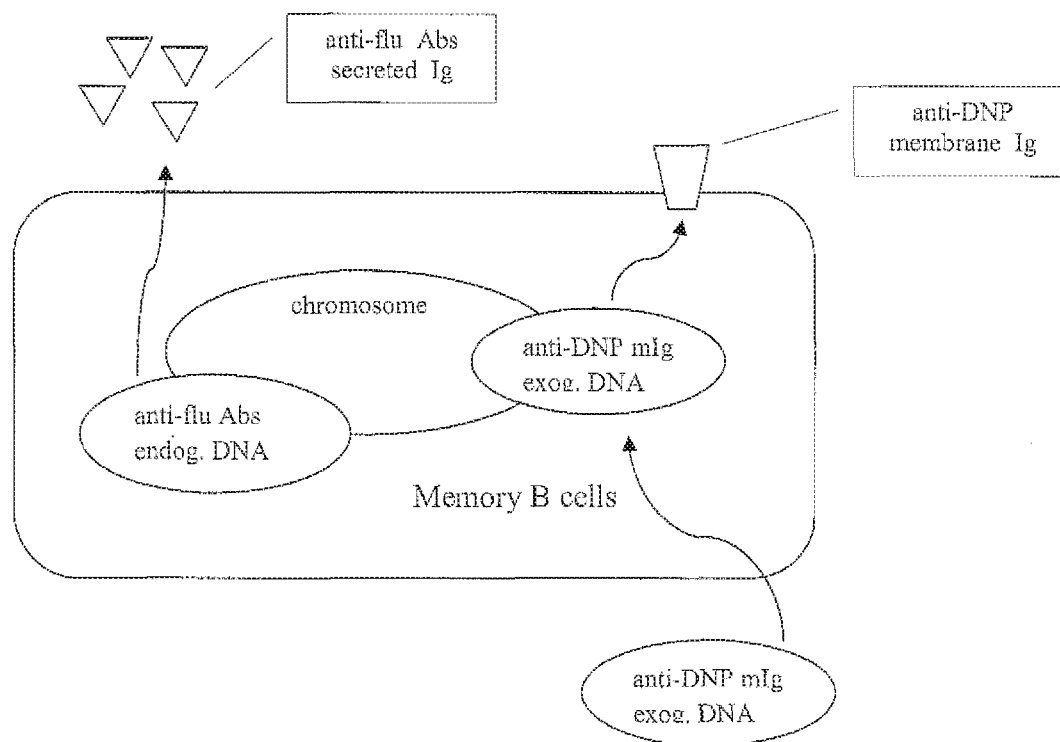 anti-flu Abs
secreted Ig
anti-DNP
membrane Ig
chromosome
anti-DNP mIg
exog. DNA
anti-flu Abs
endog. DNA
Memory B cells
anti-DNP mIg
exog. DNA